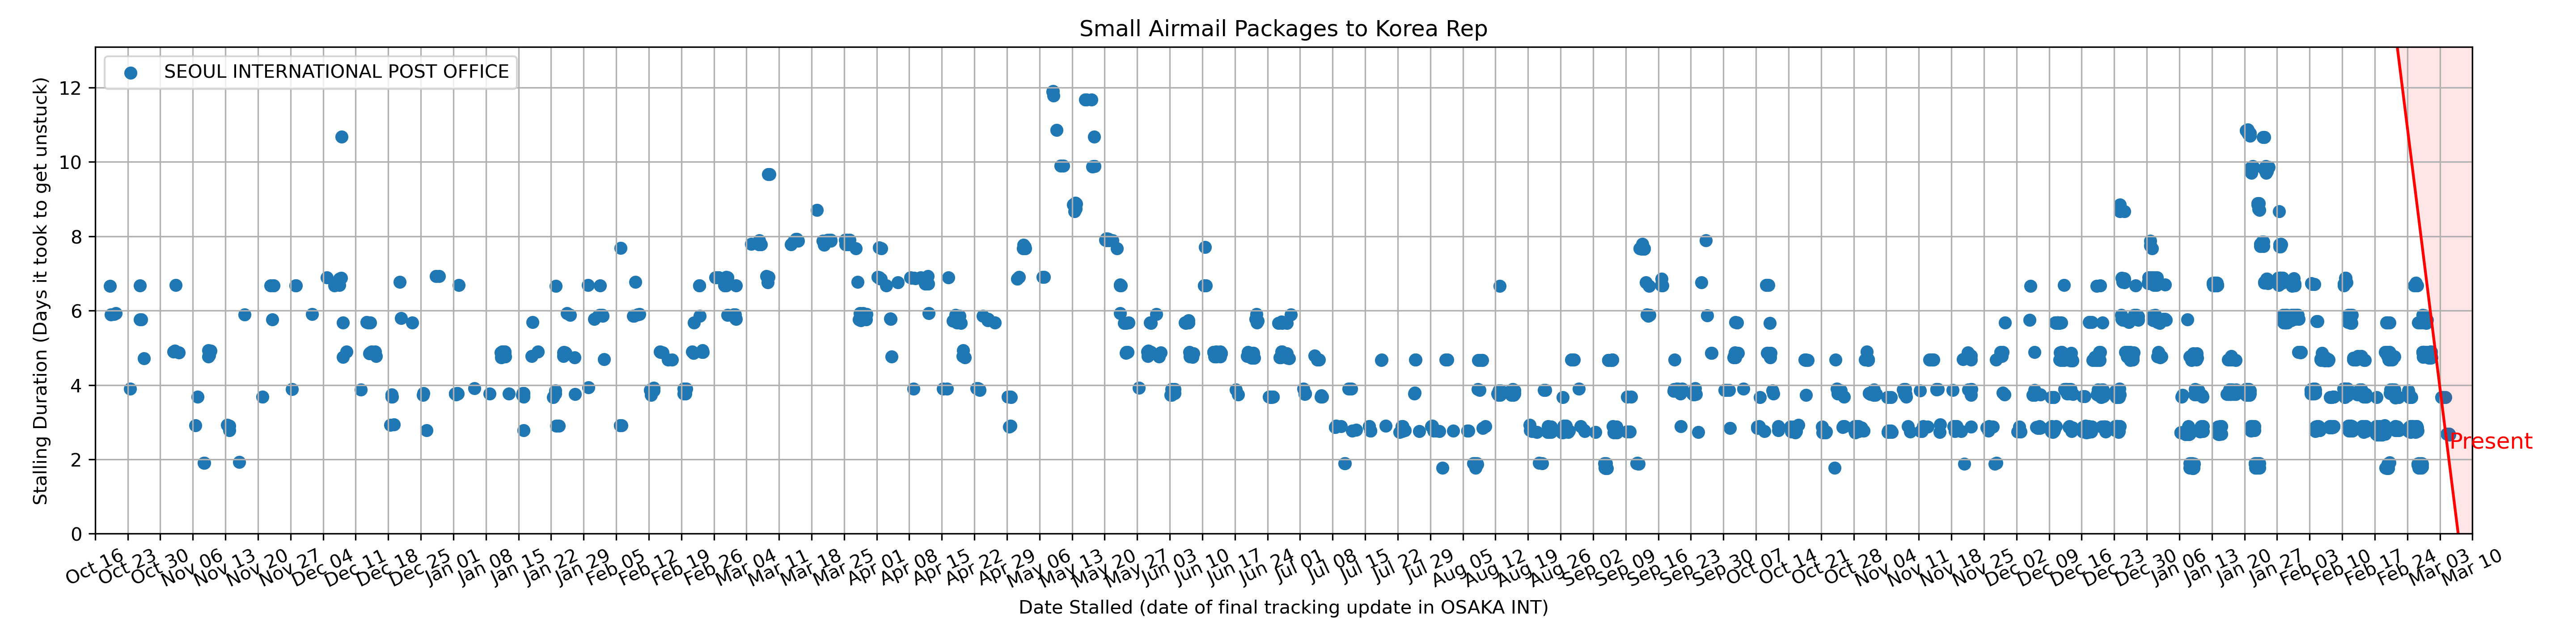 Small Airmail Packages to Korea Rep
SEOUL INTERNATIONAL POST OFFICE
Stalling Duration (Days it took to get unstuck)
12
10
8
6
4
2
0
Present
Oct 16 Oct 23 Oct 30 Nov 06 Nov 13 Nov 20 Nov 27 Dec 04 Dec 11 Dec 18 Dec 25 Jan 01 Jan 08 Jan 15 Jan 22 Jan 29 Feb 05 Feb 12 Feb 19 Feb 26 Mar 04 Mar 11 Mar 18 Mar 25 Apr 01 Apr 08 Apr 15 Apr 22 Apr 29 May 06 May 13 May 20 May 27 Jun 03 Jun 10 Jun 17 Jun 24 Jul 01 Jul 08 Jul 15 Jul 22 Jul 29 Aug 05 Aug 12 Aug 19 Aug 26 Sep 02 Sep 09 Sep 16 Sep 23 Sep 30 Oct 07 Oct 14 Oct 21 Oct 28 Nov 04 Nov 11 Nov 18 Nov 25 Dec 02 Dec 09 Dec 16 Dec 23 Dec 30 Jan 06 Jan 13 Jan 20 Jan 27 Feb 03 Feb 10 Feb 17 Feb 24 Mar 03 Mar 10
Date Stalled (date of final tracking update in OSAKA INT)